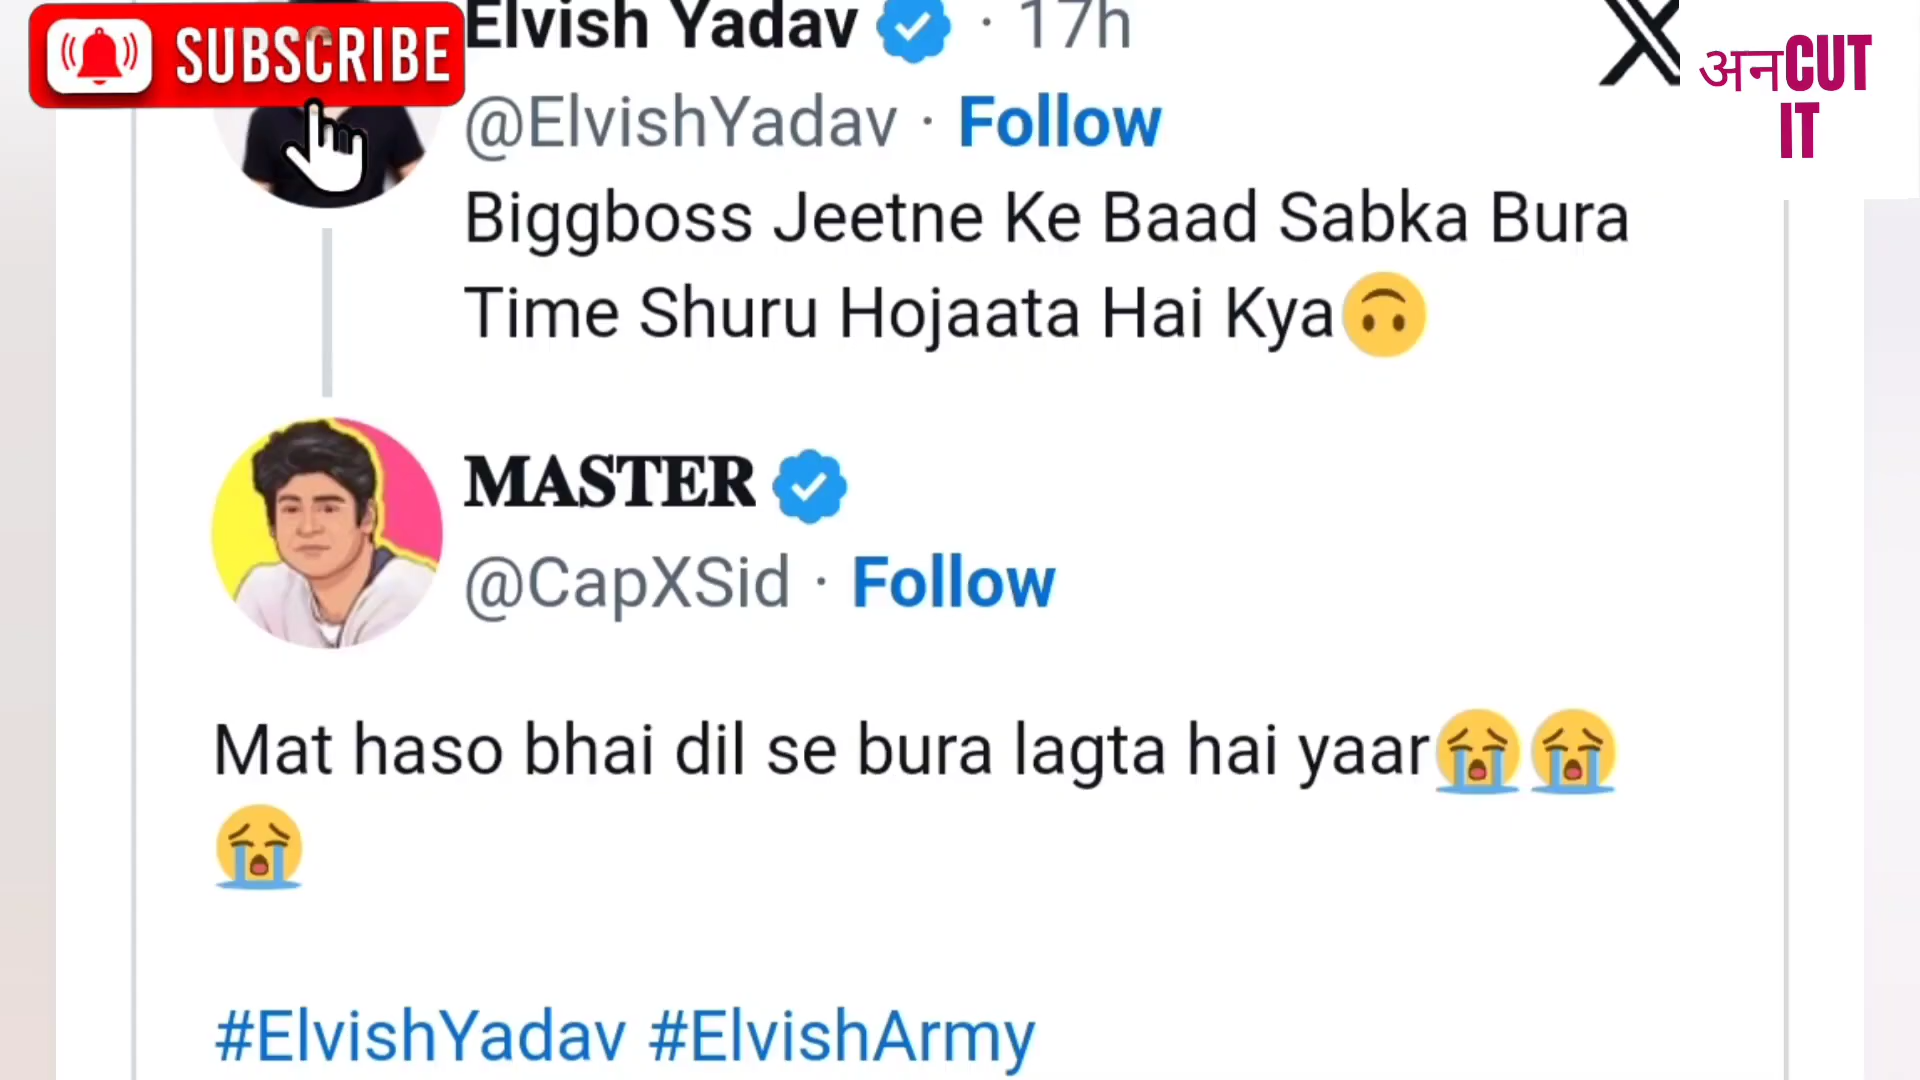 SUBSCRIBE
Elvish Yadav · 17h
अनCUT
IT
@ElvishYadav · Follow
Biggboss Jeetne Ke Baad Sabka Bura
Time Shuru Hojaata Hai Kya🙃
MASTER
@CapXSid · Follow
Mat haso bhai dil se bura lagta hai yaar😭😭
😭
#ElvishYadav #ElvishArmy